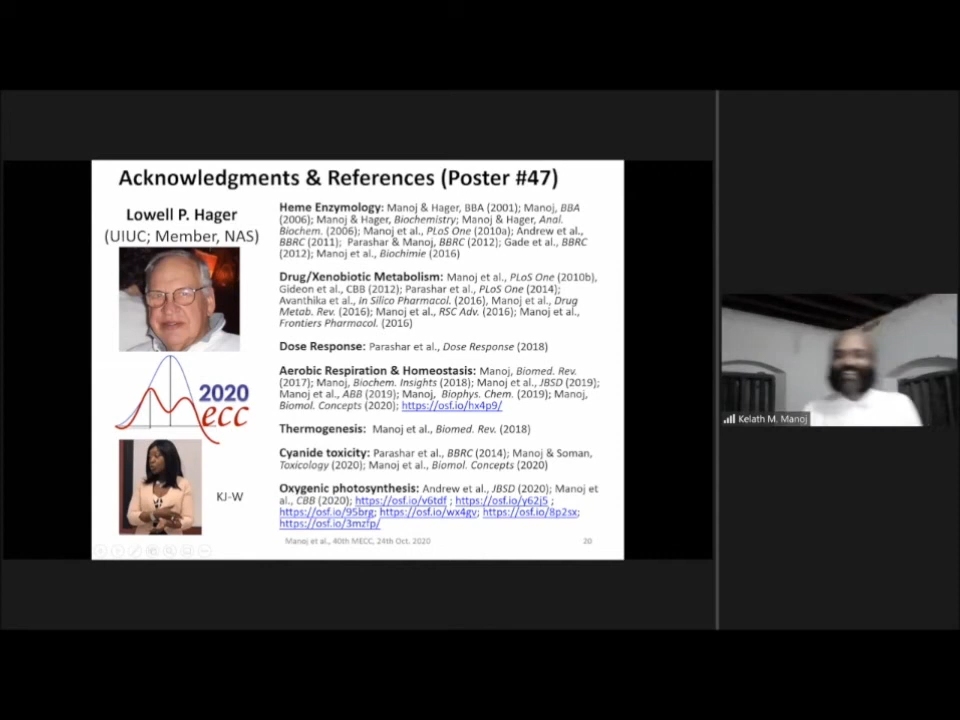 Acknowledgments & References (Poster #47)
Lowell P. Hager
(UIUC; Member, NAS)
2020
Mecc
KJ-W
Heme Enzymology: Manoj & Hager, BBA (2001); Manoj, BBA
(2006); Manoj & Hager, Biochemistry; Manoj & Hager, Anal.
Biochem. (2006); Manoj et al., PLoS One (2010a); Andrew et al.,
BBRC (2011); Parashar & Manoj, BBRC (2012); Gade et al., BBRC
(2012); Manoj et al., Biochimie (2016)
Drug/Xenobiotic Metabolism: Manoj et al., PLoS One (2010b),
Gideon et al., CBB (2012); Parashar et al., PLoS One (2014);
Avanthika et al., In Silico Pharmacol. (2016), Manoj et al., Drug
Metab. Rev. (2016); Manoj et al., RSC Adv. (2016); Manoj et al.,
Frontiers Pharmacol. (2016)
Dose Response: Parashar et al., Dose Response (2018)
Aerobic Respiration & Homeostasis: Manoj, Biomed. Rev.
(2017); Manoj, Biochem. Insights (2018); Manoj et al., JBSD (2019);
Manoj et al., ABB (2019); Manoj, Biophys. Chem. (2019); Manoj,
Biomol. Concepts (2020); https://osf.io/hx4p9/
Thermogenesis: Manoj et al., Biomed. Rev. (2018)
Cyanide toxicity: Parashar et al., BBRC (2014); Manoj & Soman,
Toxicology (2020); Manoj et al., Biomol. Concepts (2020)
Oxygenic photosynthesis: Andrew et al., JBSD (2020); Manoj et
al., CBB (2020); https://osf.io/v6tdf ; https://osf.io/y62j5 ;
https://osf.io/95brg; https://osf.io/wx4gv; https://osf.io/8p2sx;
https://osf.io/3mzfp/
Manoj et al., 40th MECC, 24th Oct. 2020
20
Kelath M. Manoj